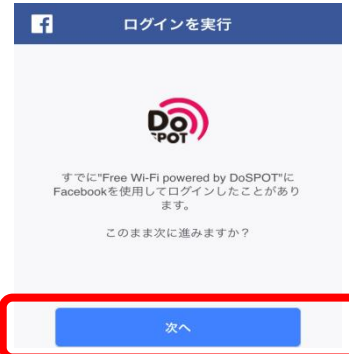 ログインを実行
Do
SPOT
すでに"Free Wi-Fi powered by DoSPOT"に
Facebookを使用してログインしたことがあり
ます。
このまま次に進みますか？
次へ